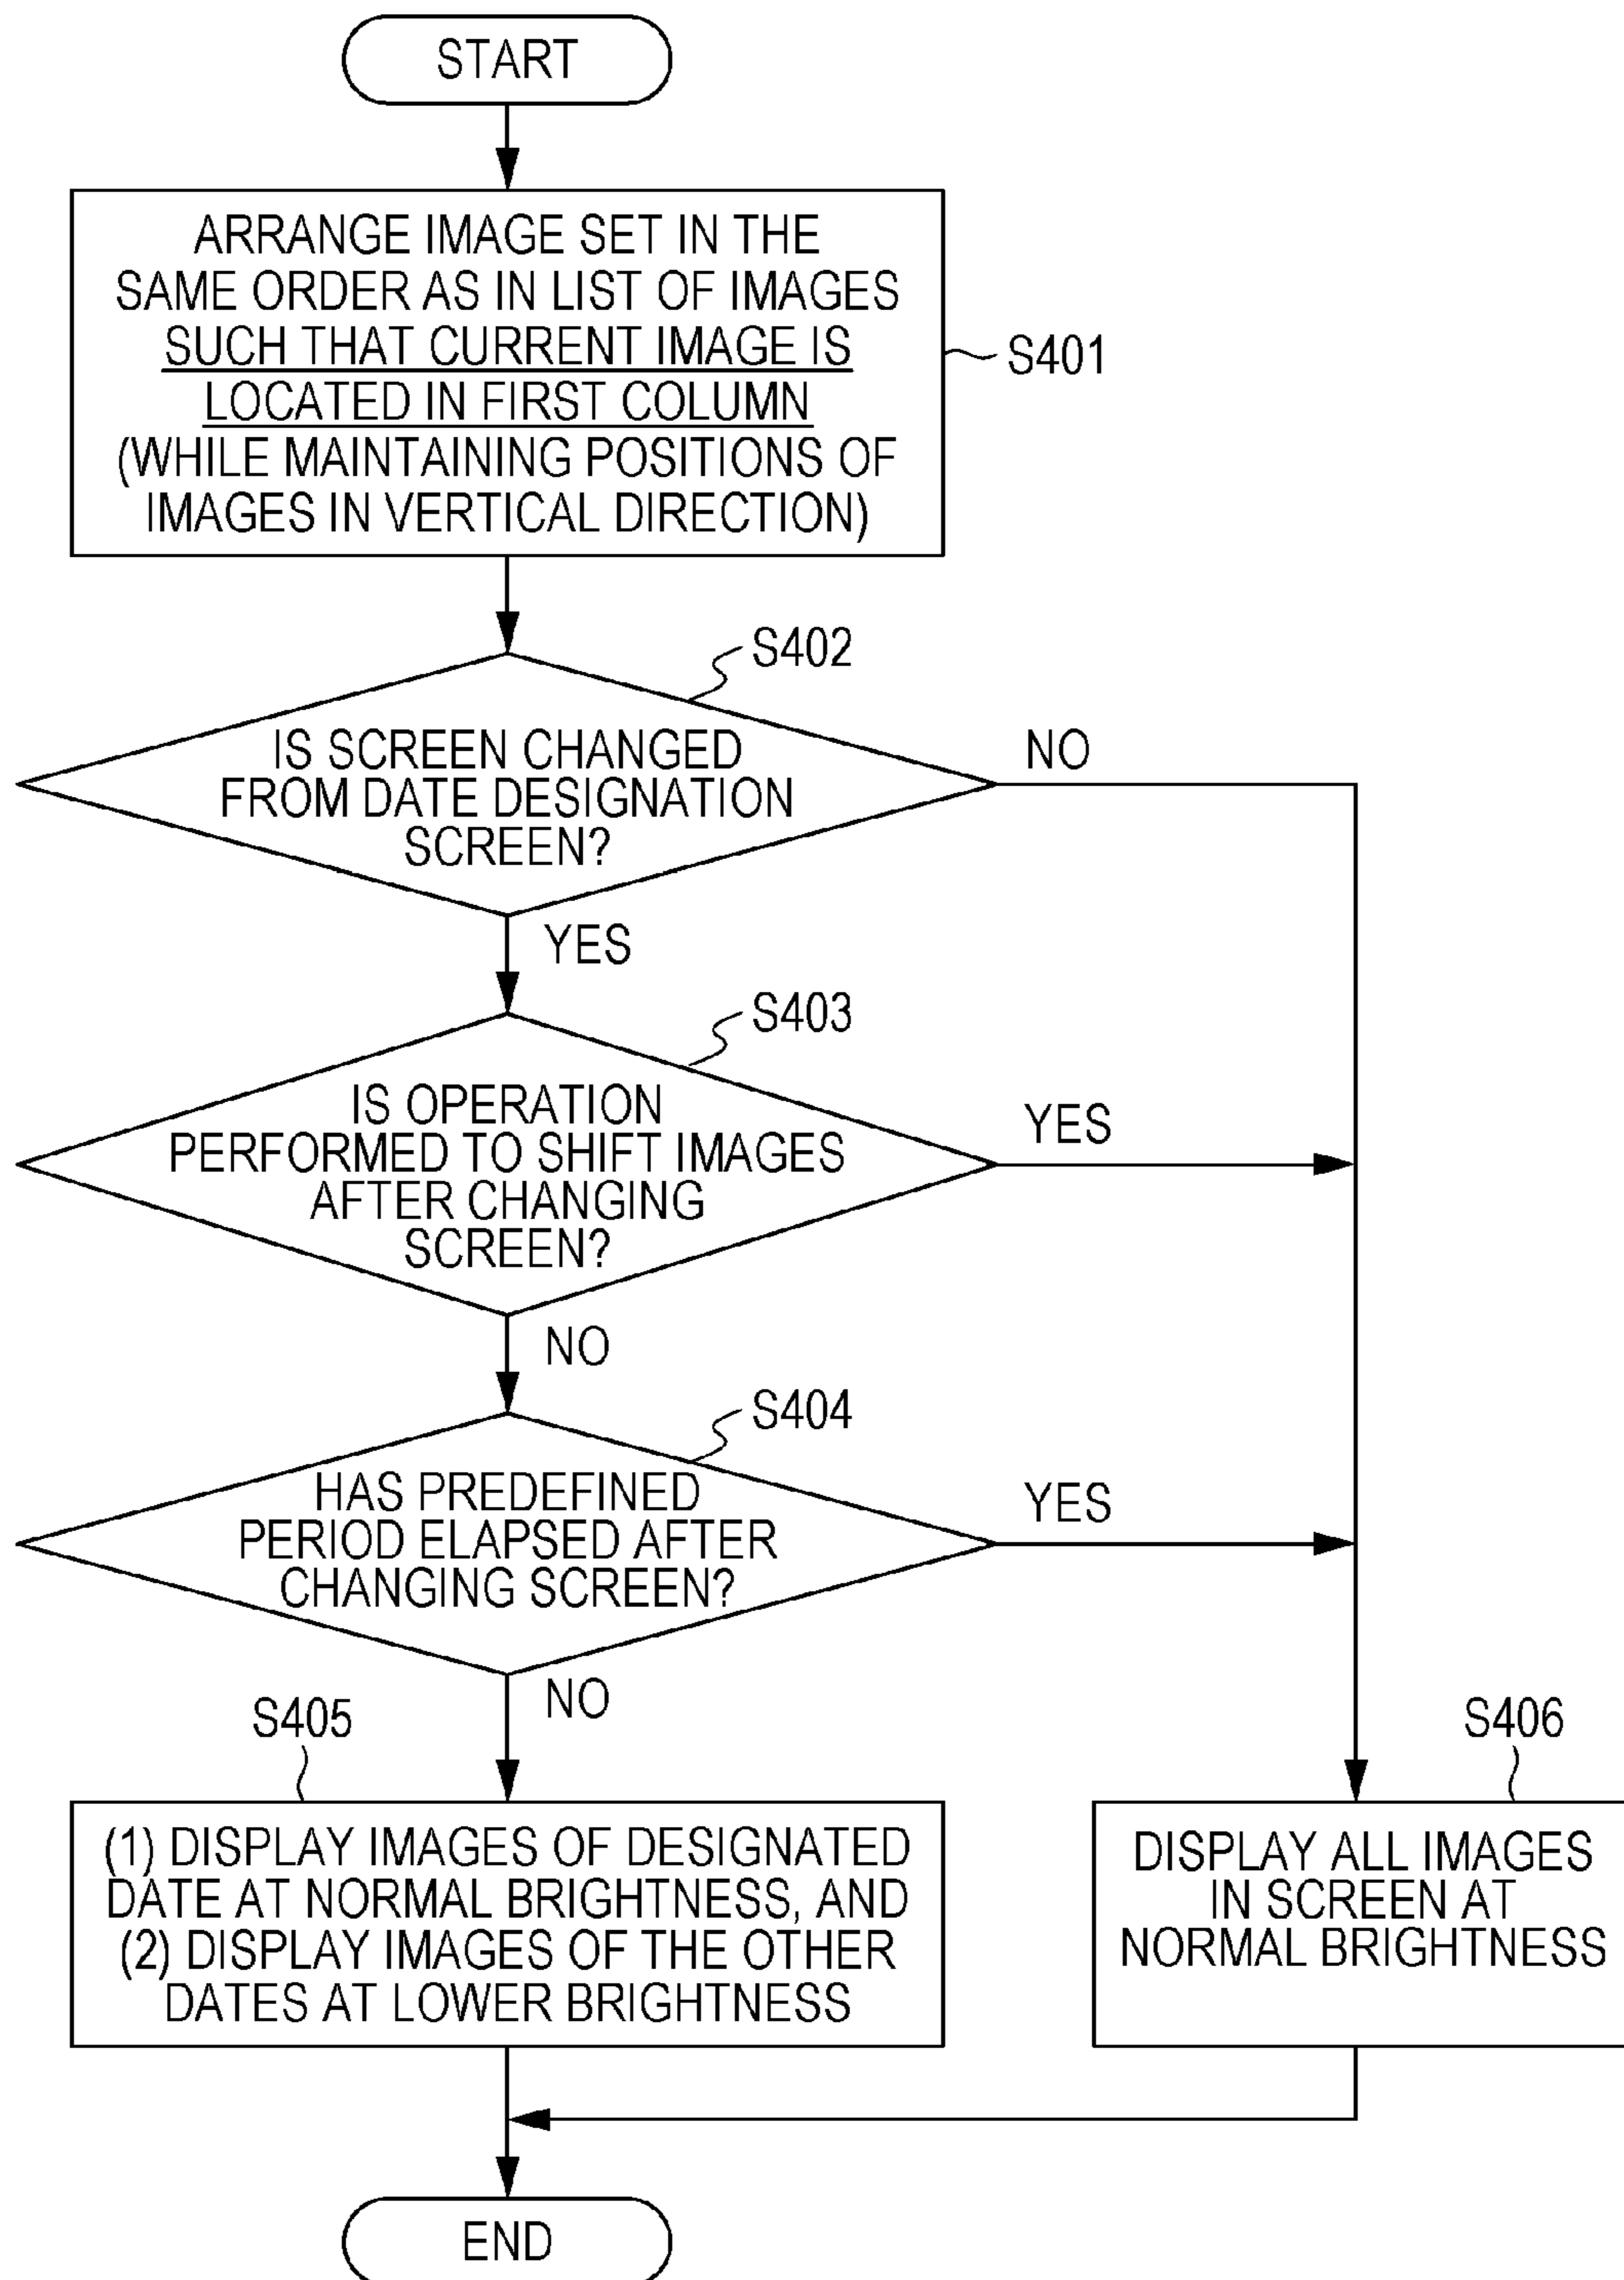 START
ARRANGE IMAGE SET IN THE
SAME ORDER AS IN LIST OF IMAGES
SUCH THAT CURRENT IMAGE IS
LOCATED IN FIRST COLUMN
(WHILE MAINTAINING POSITIONS OF
IMAGES IN VERTICAL DIRECTION)
S401
S402
IS SCREEN CHANGED
FROM DATE DESIGNATION
SCREEN?
NO
YES
S403
IS OPERATION
PERFORMED TO SHIFT IMAGES
AFTER CHANGING
SCREEN?
YES
NO
S404
HAS PREDEFINED
PERIOD ELAPSED AFTER
CHANGING SCREEN?
YES
NO
S405
(1) DISPLAY IMAGES OF DESIGNATED
DATE AT NORMAL BRIGHTNESS, AND
(2) DISPLAY IMAGES OF THE OTHER
DATES AT LOWER BRIGHTNESS
S406
DISPLAY ALL IMAGES
IN SCREEN AT
NORMAL BRIGHTNESS
END